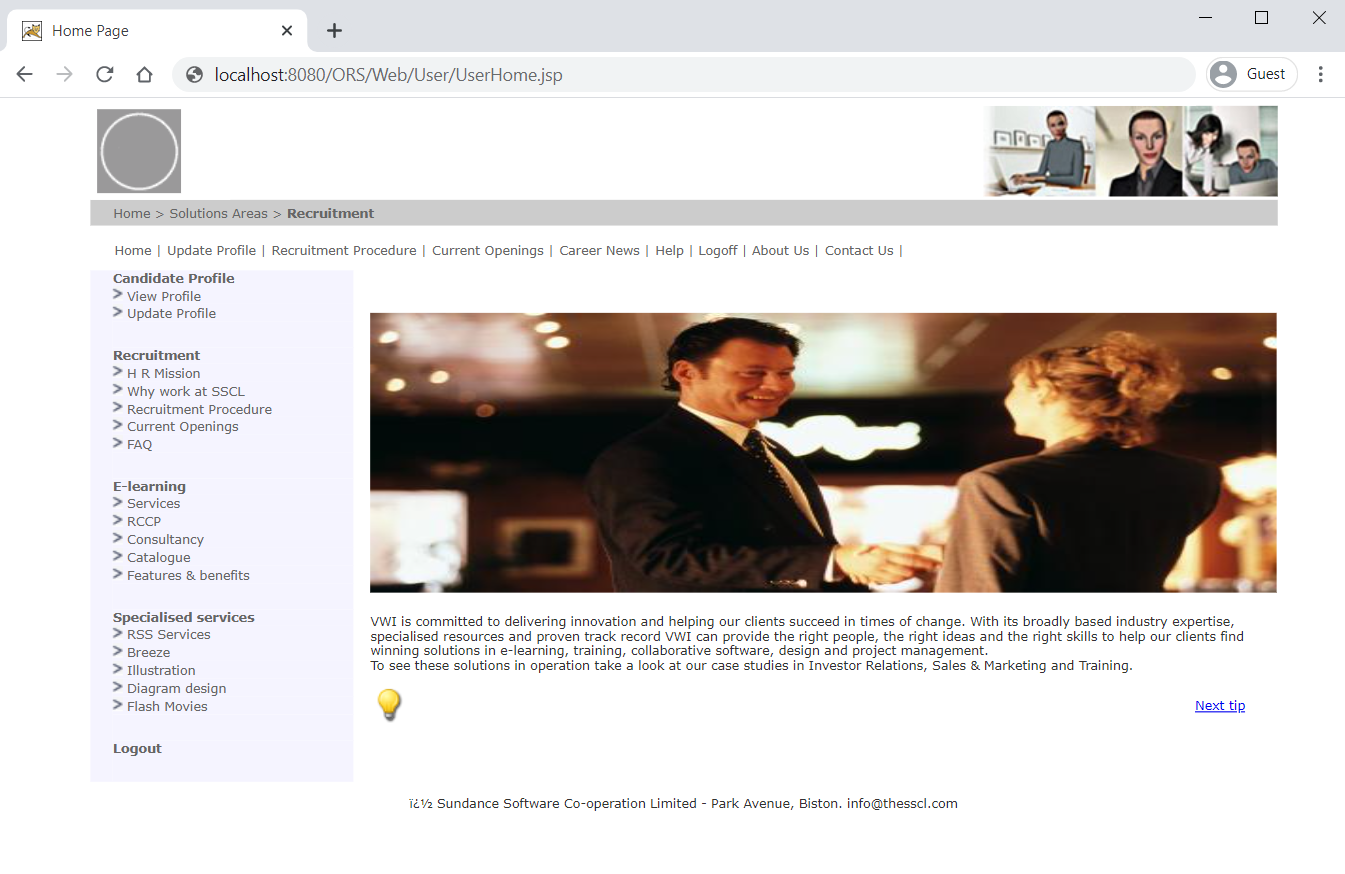 Home Page
localhost:8080/ORS/Web/User/UserHome.jsp
Guest
Home > Solutions Areas > Recruitment
Home | Update Profile | Recruitment Procedure | Current Openings | Career News | Help | Logoff | About Us | Contact Us |
Candidate Profile
> View Profile
> Update Profile
Recruitment
> H R Mission
> Why work at SSCL
> Recruitment Procedure
> Current Openings
> FAQ
E-learning
> Services
> RCCP
> Consultancy
> Catalogue
> Features & benefits
Specialised services
> RSS Services
> Breeze
> Illustration
> Diagram design
> Flash Movies
Logout
VWI is committed to delivering innovation and helping our clients succeed in times of change. With its broadly based industry expertise,
specialised resources and proven track record VWI can provide the right people, the right ideas and the right skills to help our clients find
winning solutions in e-learning, training, collaborative software, design and project management.
To see these solutions in operation take a look at our case studies in Investor Relations, Sales & Marketing and Training.
Next tip
ï¿½ Sundance Software Co-operation Limited - Park Avenue, Biston. info@thesscl.com